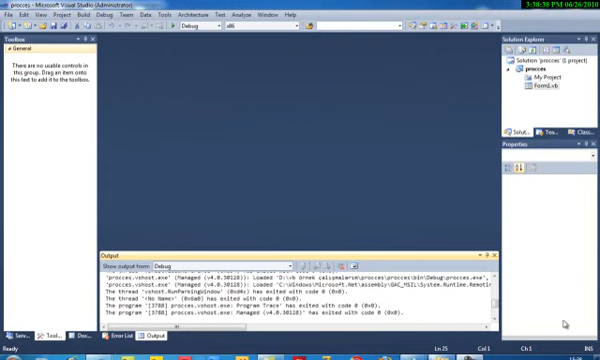 procces - Microsoft Visual Studio (Administrator)
3:38:38 PM 06/26/2010
File Edit View Project Build Debug Team Data Tools Architecture Test Analyze Window Help
Debug
x86
Toolbox
General
There are no usable controls in
this group. Drag an item onto
this text to add it to the toolbox.
Solution Explorer
Solution 'procces' (1 project)
procces
My Project
Form1.vb
Solut...
Tea...
Class...
Properties
Output
Show output from: Debug
'procces.vshost.exe' (Managed (v4.0.30128)): Loaded 'D:\vb örnek çalışmalarım\procces\procces\bin\Debug\procces.exe',
'procces.vshost.exe' (Managed (v4.0.30128)): Loaded 'C:\Windows\Microsoft.Net\assembly\GAC_MSIL\System.Runtime.Remotin
The thread 'vshost.RunParkingWindow' (0xd4c) has exited with code 0 (0x0).
The thread '<No Name>' (0x6a0) has exited with code 0 (0x0).
The program '[3788] procces.vshost.exe: Program Trace' has exited with code 0 (0x0).
The program '[3788] procces.vshost.exe: Managed (v4.0.30128)' has exited with code 0 (0x0).
Serv...
Tool...
Doc...
Error List
Output
Ready
Ln 25
Col 1
Ch 1
INS